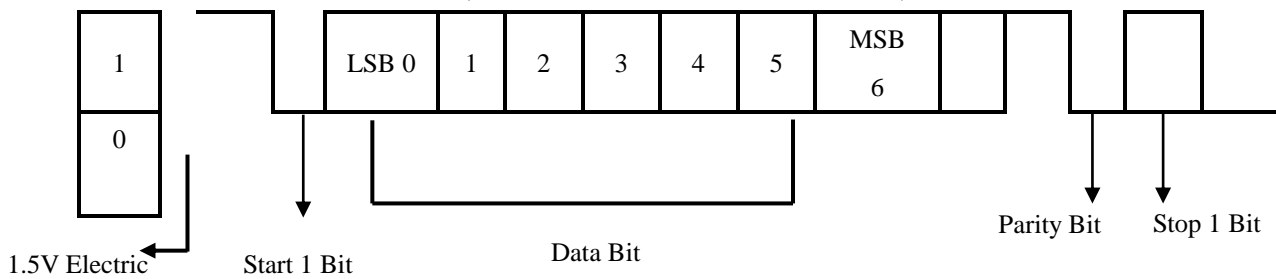 1 LSB 0 1 2 3 4 5 MSB
6
0
Parity Bit Stop 1 Bit
1.5V Electric Start 1 Bit Data Bit